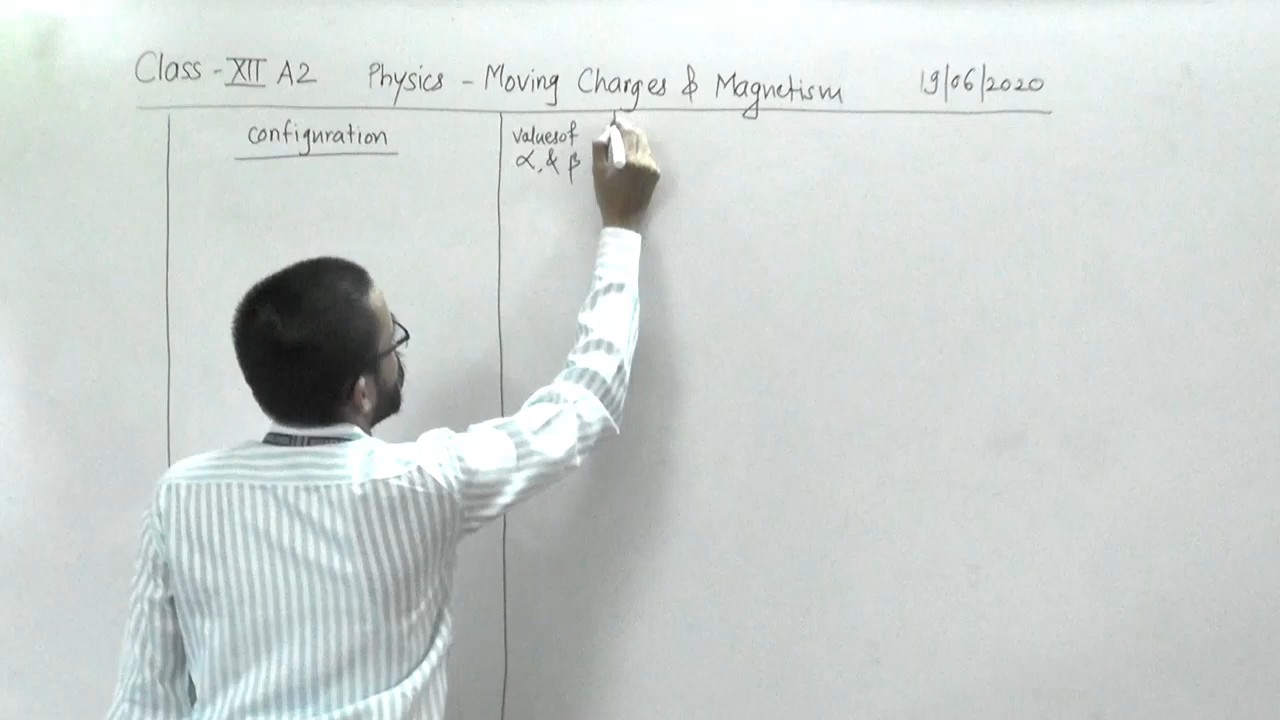 Class - XII A2 Physics - Moving Charges & Magnetism 19/06/2020
configuration
values of
α, & β